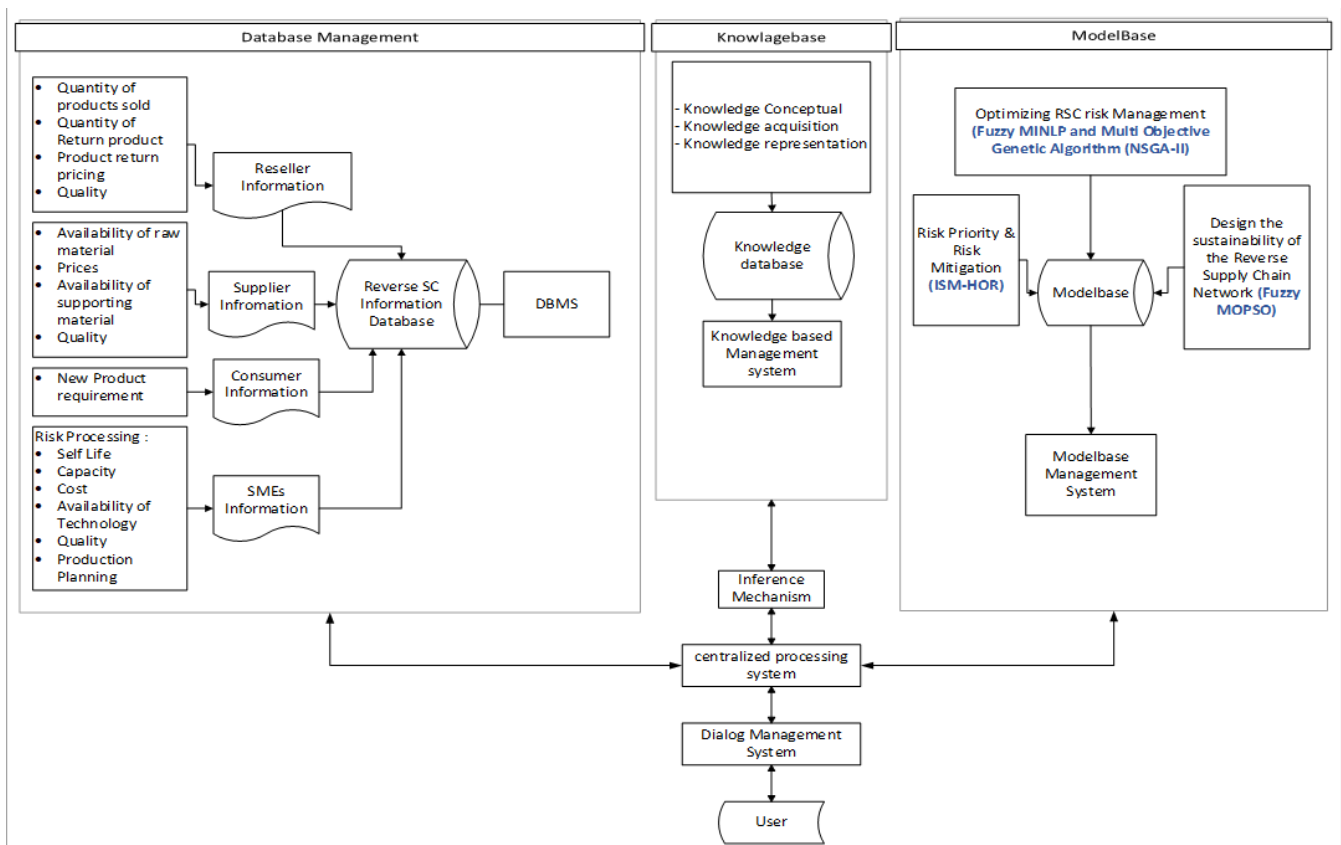 Database Management
• Quantity of
products sold
• Quantity of
Return product
• Product return
pricing
• Quality
Reseller
Information
• Availability of raw
material
• Prices
• Availability of
supporting
material
• Quality
Supplier
Infromation
Reverse SC
Information
Database
DBMS
• New Product
requirement
Consumer
Information
Risk Processing :
• Self Life
• Capacity
• Cost
• Availability of
Technology
• Quality
• Production
Planning
SMEs
Information
Knowlagebase
- Knowledge Conceptual
- Knowledge acquisition
- Knowledge representation
Knowledge
database
Knowledge based
Management
system
ModelBase
Optimizing RSC risk Management
(Fuzzy MINLP and Multi Objective
Genetic Algorithm (NSGA-II)
Risk Priority &
Risk
Mitigation
(ISM-HOR)
Modelbase
Design the
sustainability of
the Reverse
Supply Chain
Network (Fuzzy
MOPSO)
Modelbase
Management
System
Inference
Mechanism
centralized processing
system
Dialog Management
System
User